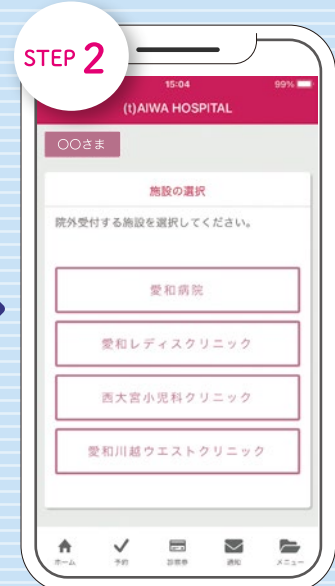 STEP 2
15:04 99%
(t)AIWA HOSPITAL
〇〇さま
施設の選択
院外受付する施設を選択してください。
愛和病院
愛和レディスクリニック
西大宮小児科クリニック
愛和川越ウエストクリニック
ホーム 予約 診察券 通知 メニュー